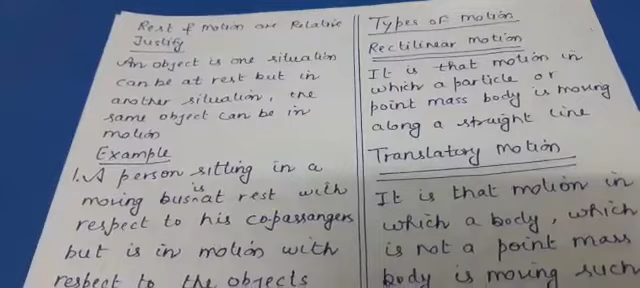 Rest & motion are Relative
Justify
An object is one situation
can be at rest but in
another situation, the
same object can be in
motion
Example
1. A person sitting in a
moving bus is at rest with
respect to his copassangers
but is in motion with
respect to the objects
Types of motion
Rectilinear motion
It is that motion in
which a particle or
point mass body is moving
along a straight line
Translatory motion
It is that motion in
which a body, which
is not a point mass
body is moving such